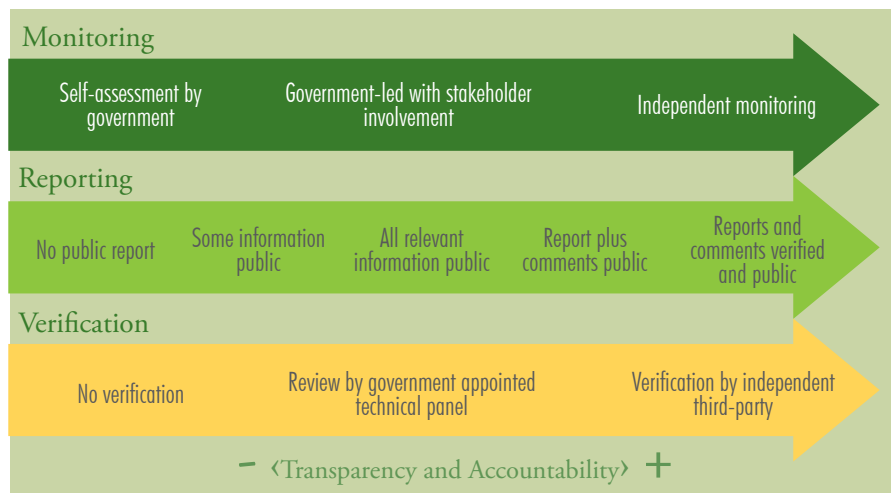 Monitoring
Self-assessment by
government
Government-led with stakeholder
involvement
Independent monitoring
Reporting
No public report
Some information
public
All relevant
information public
Report plus
comments public
Reports and
comments verified
and public
Verification
No verification
Review by government appointed
technical panel
Verification by independent
third-party
- ‹Transparency and Accountability› +